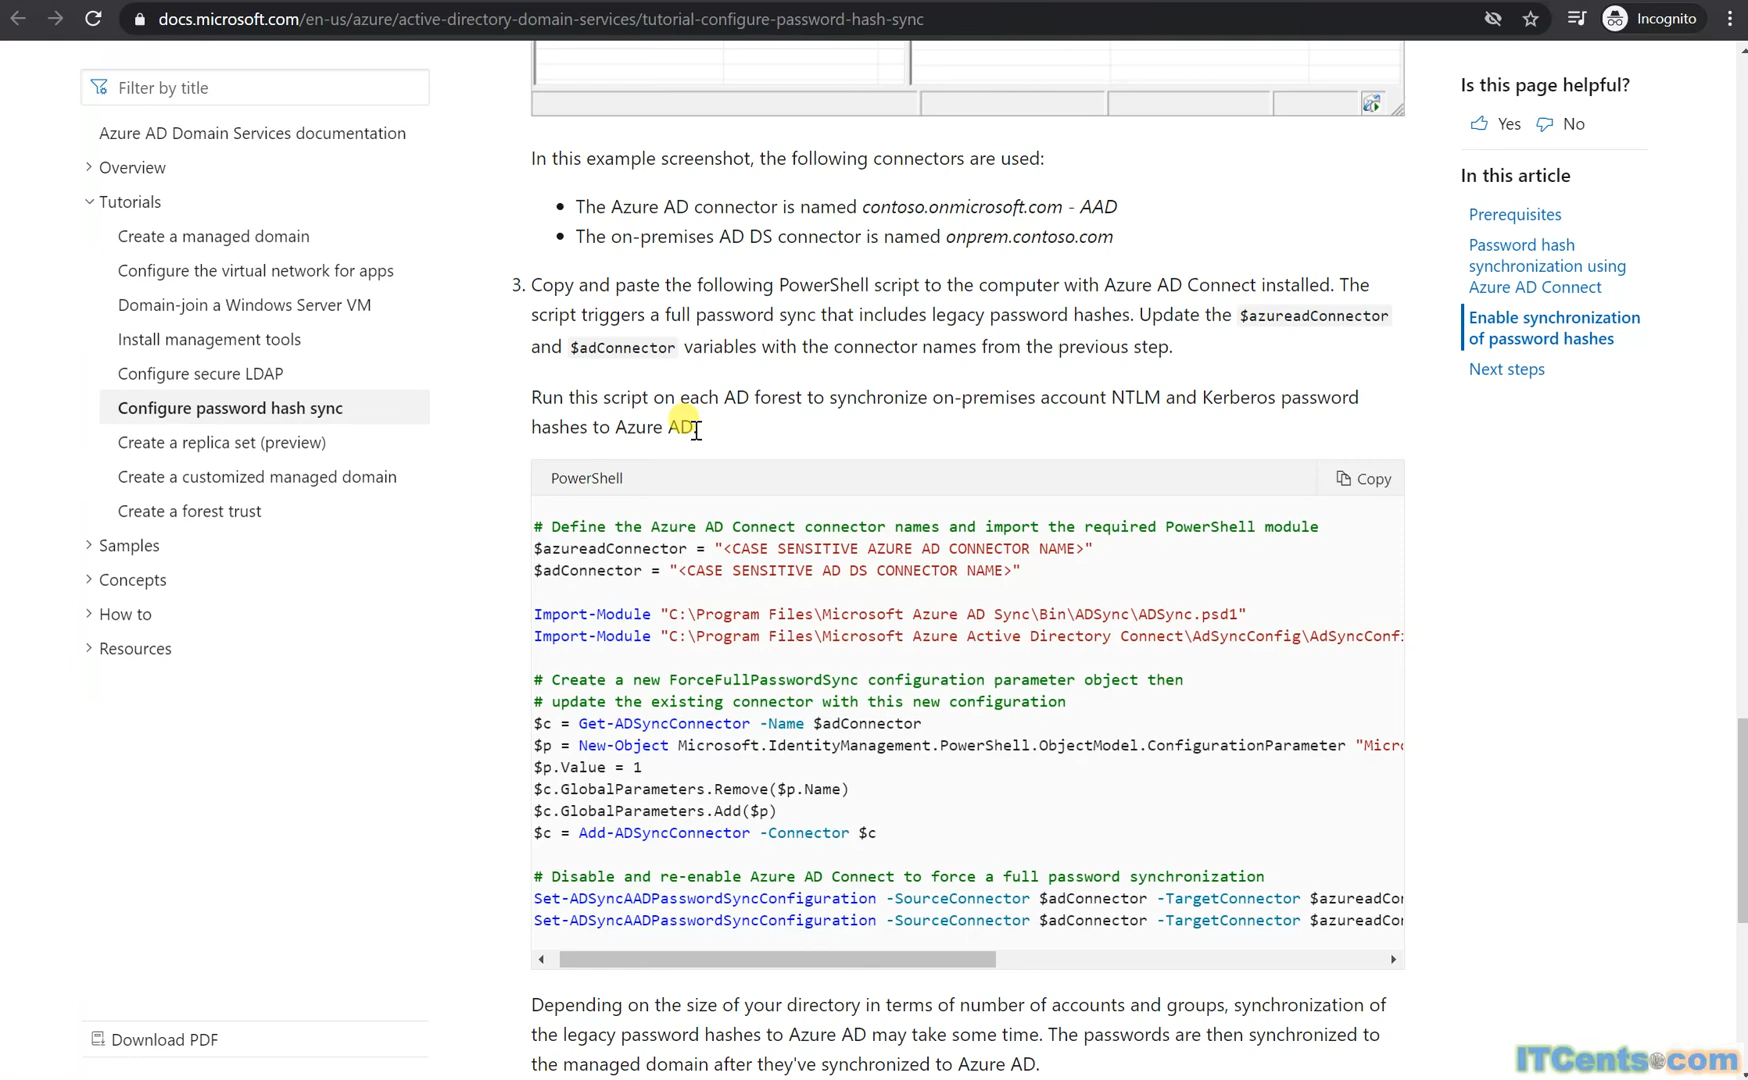 docs.microsoft.com/en-us/azure/active-directory-domain-services/tutorial-configure-password-hash-sync
Incognito
Filter by title
Azure AD Domain Services documentation
Overview
Tutorials
Create a managed domain
Configure the virtual network for apps
Domain-join a Windows Server VM
Install management tools
Configure secure LDAP
Configure password hash sync
Create a replica set (preview)
Create a customized managed domain
Create a forest trust
Samples
Concepts
How to
Resources
Download PDF
In this example screenshot, the following connectors are used:
• The Azure AD connector is named contoso.onmicrosoft.com - AAD
• The on-premises AD DS connector is named onprem.contoso.com
3. Copy and paste the following PowerShell script to the computer with Azure AD Connect installed. The
script triggers a full password sync that includes legacy password hashes. Update the $azureadConnector
and $adConnector variables with the connector names from the previous step.
Run this script on each AD forest to synchronize on-premises account NTLM and Kerberos password
hashes to Azure AD.
PowerShell
Copy
# Define the Azure AD Connect connector names and import the required PowerShell module
$azureadConnector = "<CASE SENSITIVE AZURE AD CONNECTOR NAME>"
$adConnector = "<CASE SENSITIVE AD DS CONNECTOR NAME>"
Import-Module "C:\Program Files\Microsoft Azure AD Sync\Bin\ADSync\ADSync.psd1"
Import-Module "C:\Program Files\Microsoft Azure Active Directory Connect\AdSyncConfig\AdSyncConfi
# Create a new ForceFullPasswordSync configuration parameter object then
# update the existing connector with this new configuration
$c = Get-ADSyncConnector -Name $adConnector
$p = New-Object Microsoft.IdentityManagement.PowerShell.ObjectModel.ConfigurationParameter "Micro
$p.Value = 1
$c.GlobalParameters.Remove($p.Name)
$c.GlobalParameters.Add($p)
$c = Add-ADSyncConnector -Connector $c
# Disable and re-enable Azure AD Connect to force a full password synchronization
Set-ADSyncAADPasswordSyncConfiguration -SourceConnector $adConnector -TargetConnector $azureadCon
Set-ADSyncAADPasswordSyncConfiguration -SourceConnector $adConnector -TargetConnector $azureadCon
Depending on the size of your directory in terms of number of accounts and groups, synchronization of
the legacy password hashes to Azure AD may take some time. The passwords are then synchronized to
the managed domain after they've synchronized to Azure AD.
Is this page helpful?
Yes No
In this article
Prerequisites
Password hash
synchronization using
Azure AD Connect
Enable synchronization
of password hashes
Next steps
ITCents.com